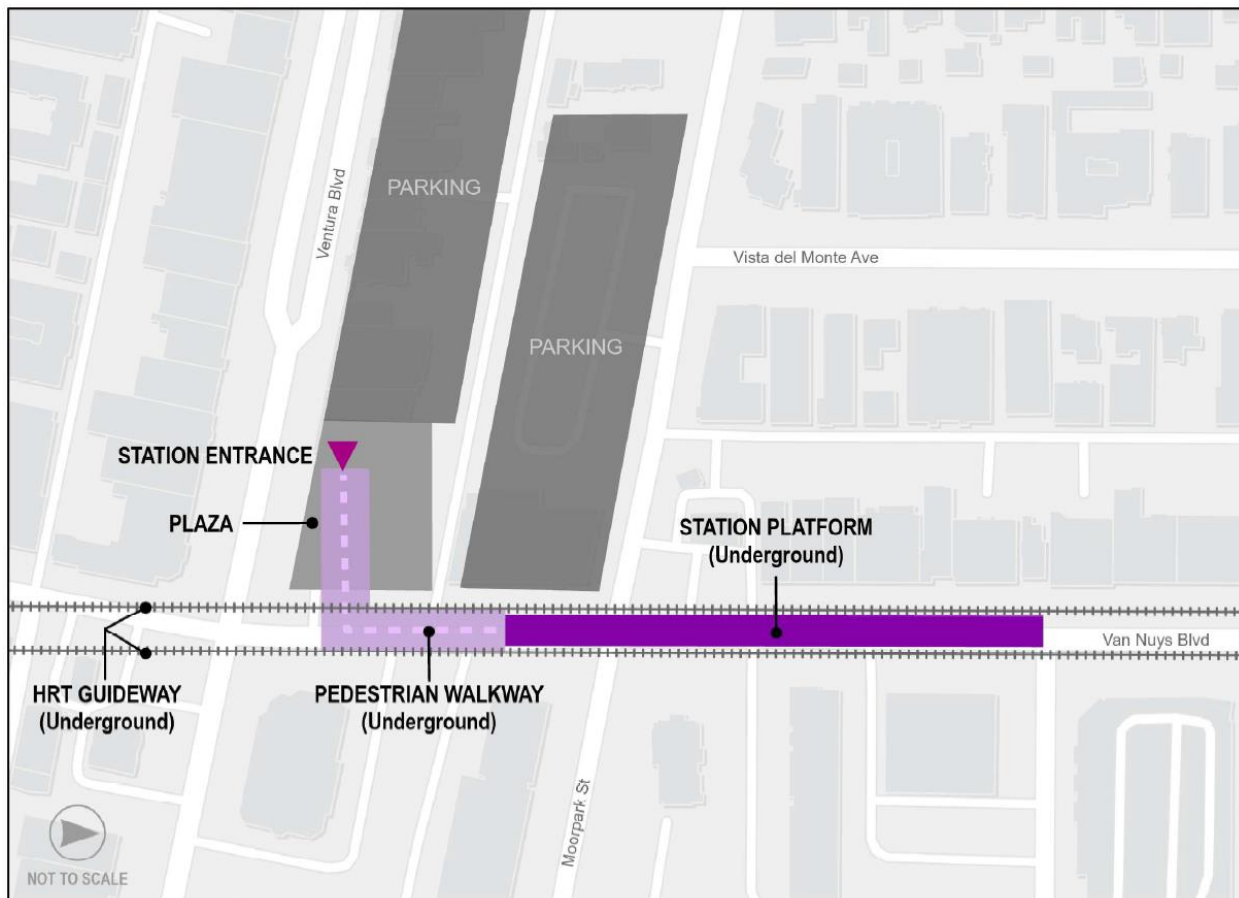 PARKING
Ventura Blvd
Vista del Monte Ave
PARKING
STATION ENTRANCE
PLAZA
STATION PLATFORM
(Underground)
Van Nuys Blvd
HRT GUIDEWAY
(Underground)
PEDESTRIAN WALKWAY
(Underground)
Moorpark St
NOT TO SCALE